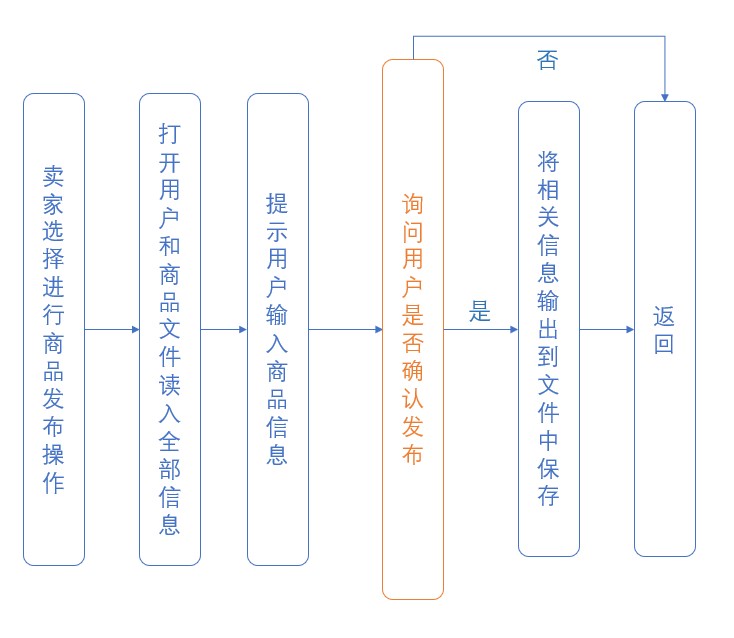 卖家选择进行商品发布操作
打开用户和商品文件读入全部信息
提示用户输入商品信息
询问用户是否确认发布
否
是
将相关信息输出到文件中保存
返回